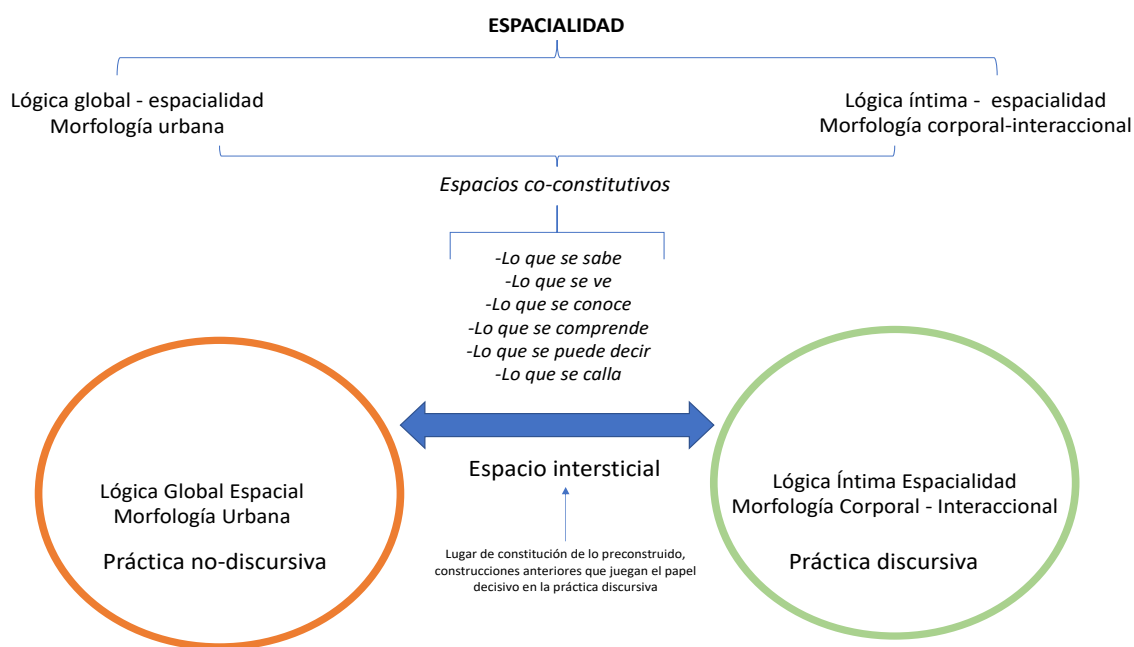 ESPACIALIDAD
Lógica global - espacialidad
Morfología urbana
Lógica íntima - espacialidad
Morfología corporal-interaccional
Espacios co-constitutivos
-Lo que se sabe
-Lo que se ve
-Lo que se conoce
-Lo que se comprende
-Lo que se puede decir
-Lo que se calla
Lógica Global Espacial
Morfología Urbana
Práctica no-discursiva
Espacio intersticial
Lugar de constitución de lo preconstruido,
construcciones anteriores que juegan el papel
decisivo en la práctica discursiva
Lógica Íntima Espacialidad
Morfología Corporal - Interaccional
Práctica discursiva